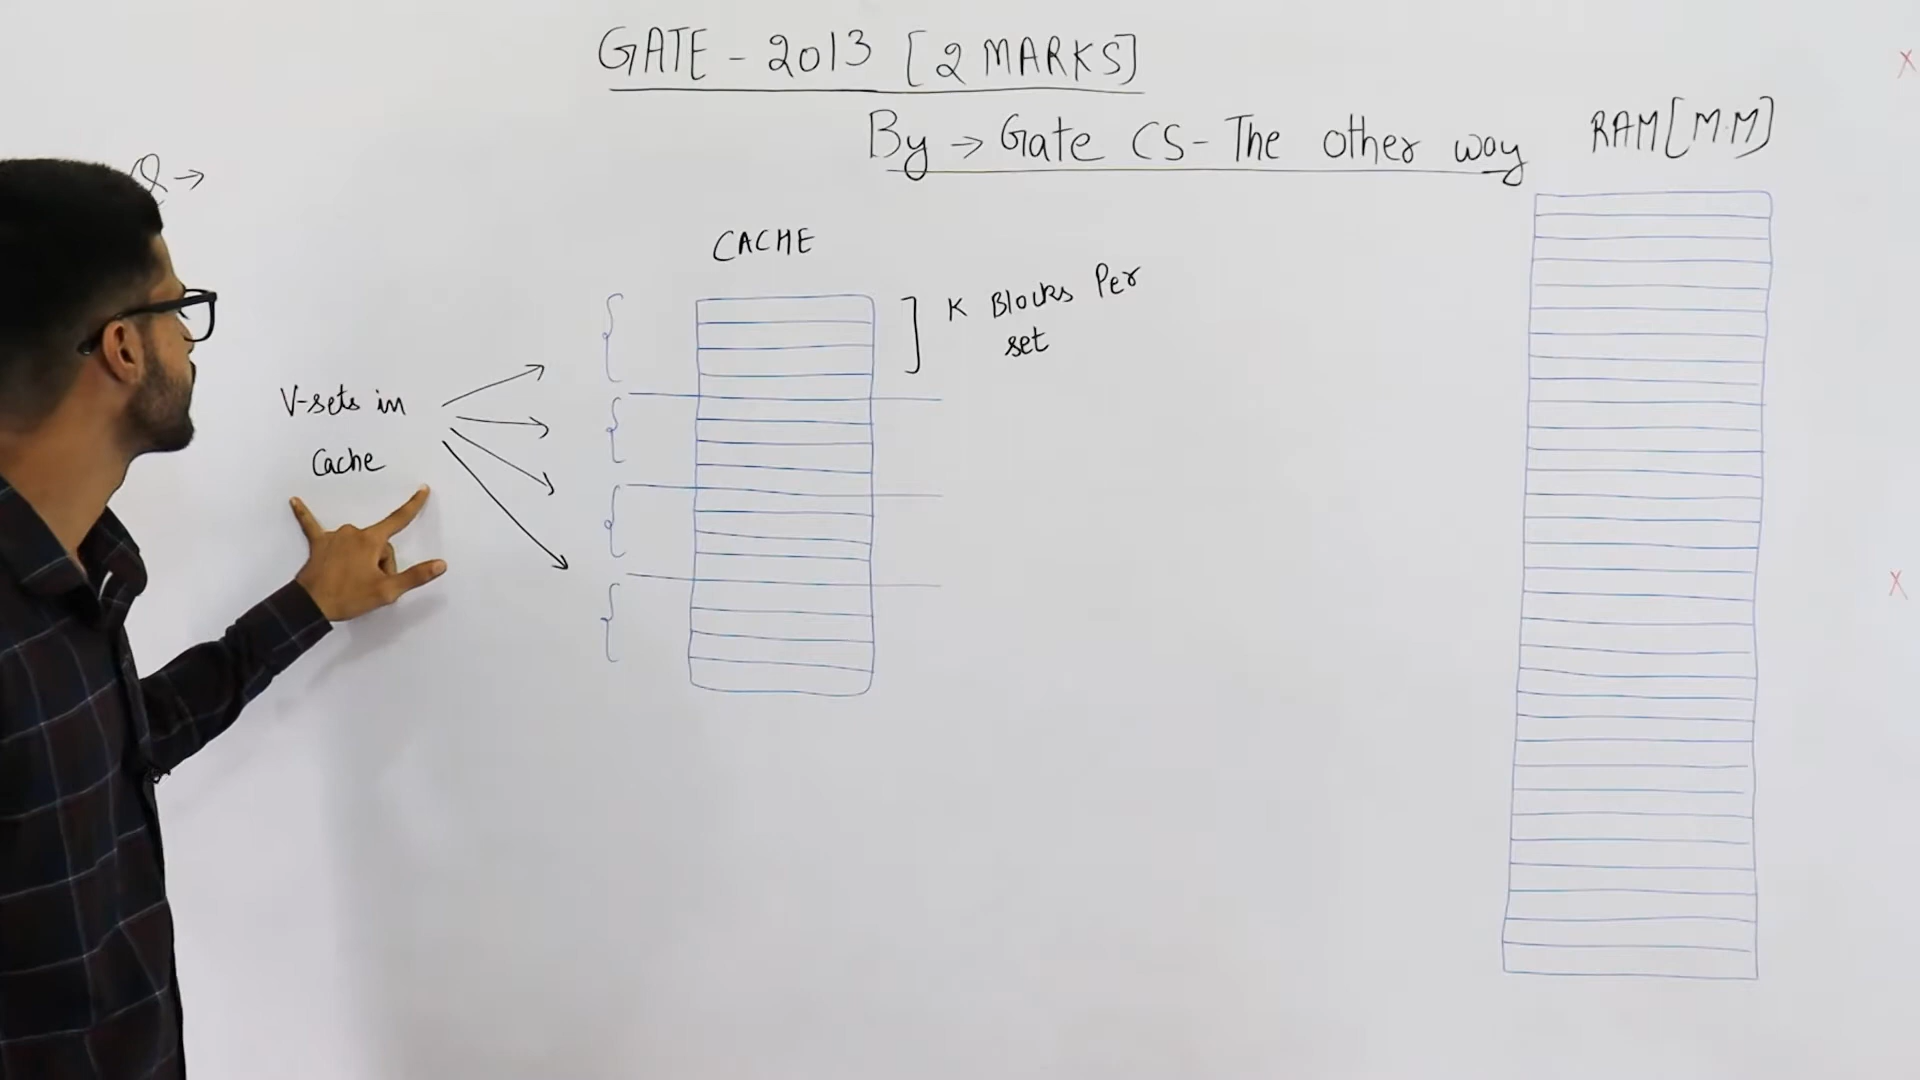 GATE - 2013 [2 MARKS]
By → Gate CS - The other way
RAM[M.M]
Q →
CACHE
K Blocks Per
set
V-sets in
Cache
X
X